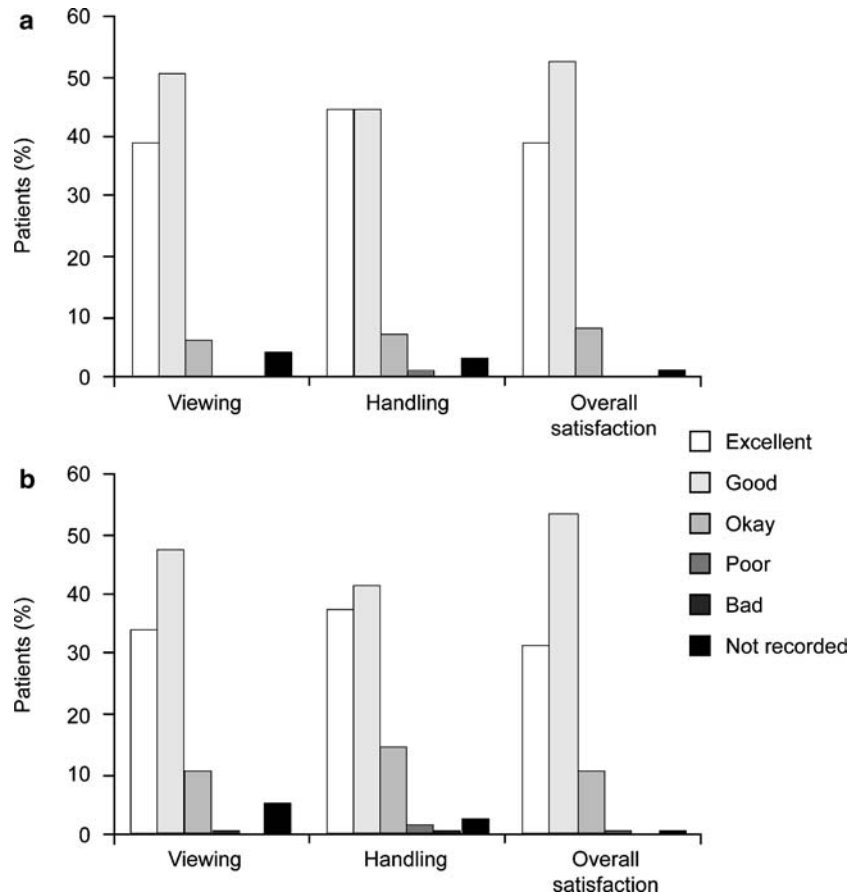 a
60
50
40
30
20
10
0
Patients (%)
Viewing
Handling
Overall
satisfaction
Excellent
Good
Okay
Poor
Bad
Not recorded
b
60
50
40
30
20
10
0
Patients (%)
Viewing
Handling
Overall
satisfaction